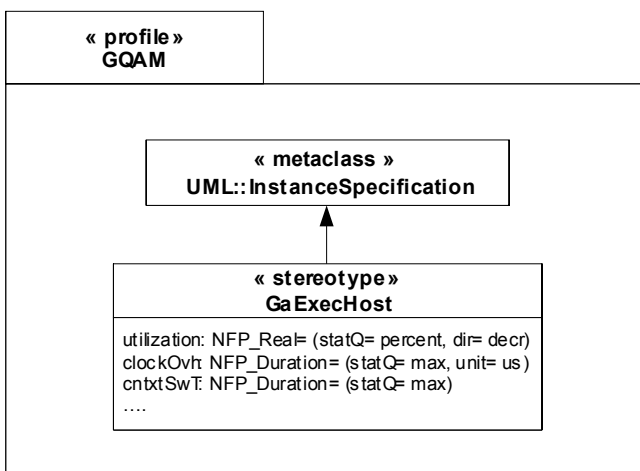 « profile»
GQAM
« metaclass »
UML::InstanceSpecification
« stereotype»
GaExecHost
utilization: NFP_Real= (statQ= percent, dir= decr)
clockOvh: NFP_Duration= (statQ= max, unit= us)
cntxtSwT: NFP_Duration= (statQ= max)
....